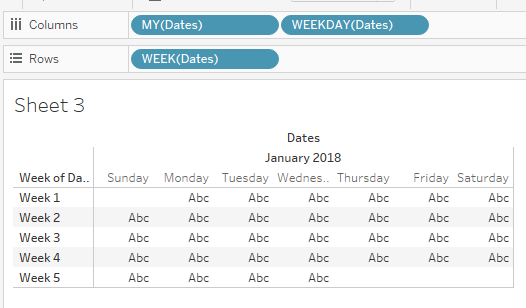 Columns MY(Dates) WEEKDAY(Dates)
Rows WEEK(Dates)
Sheet 3
Dates
January 2018
Week of Da.. Sunday Monday Tuesday Wednes.. Thursday Friday Saturday
Week 1 Abc Abc Abc Abc Abc Abc
Week 2 Abc Abc Abc Abc Abc Abc Abc
Week 3 Abc Abc Abc Abc Abc Abc Abc
Week 4 Abc Abc Abc Abc Abc Abc Abc
Week 5 Abc Abc Abc Abc